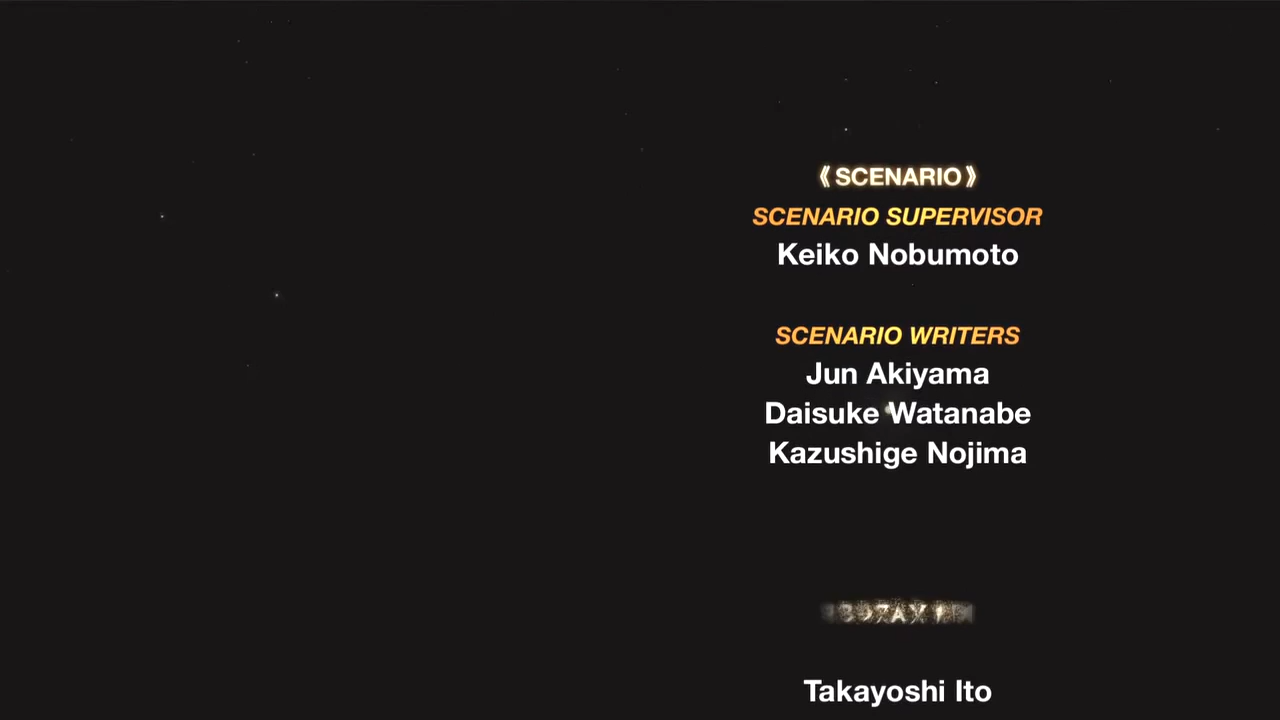 《SCENARIO》
SCENARIO SUPERVISOR
Keiko Nobumoto
SCENARIO WRITERS
Jun Akiyama
Daisuke Watanabe
Kazushige Nojima
Takayoshi Ito